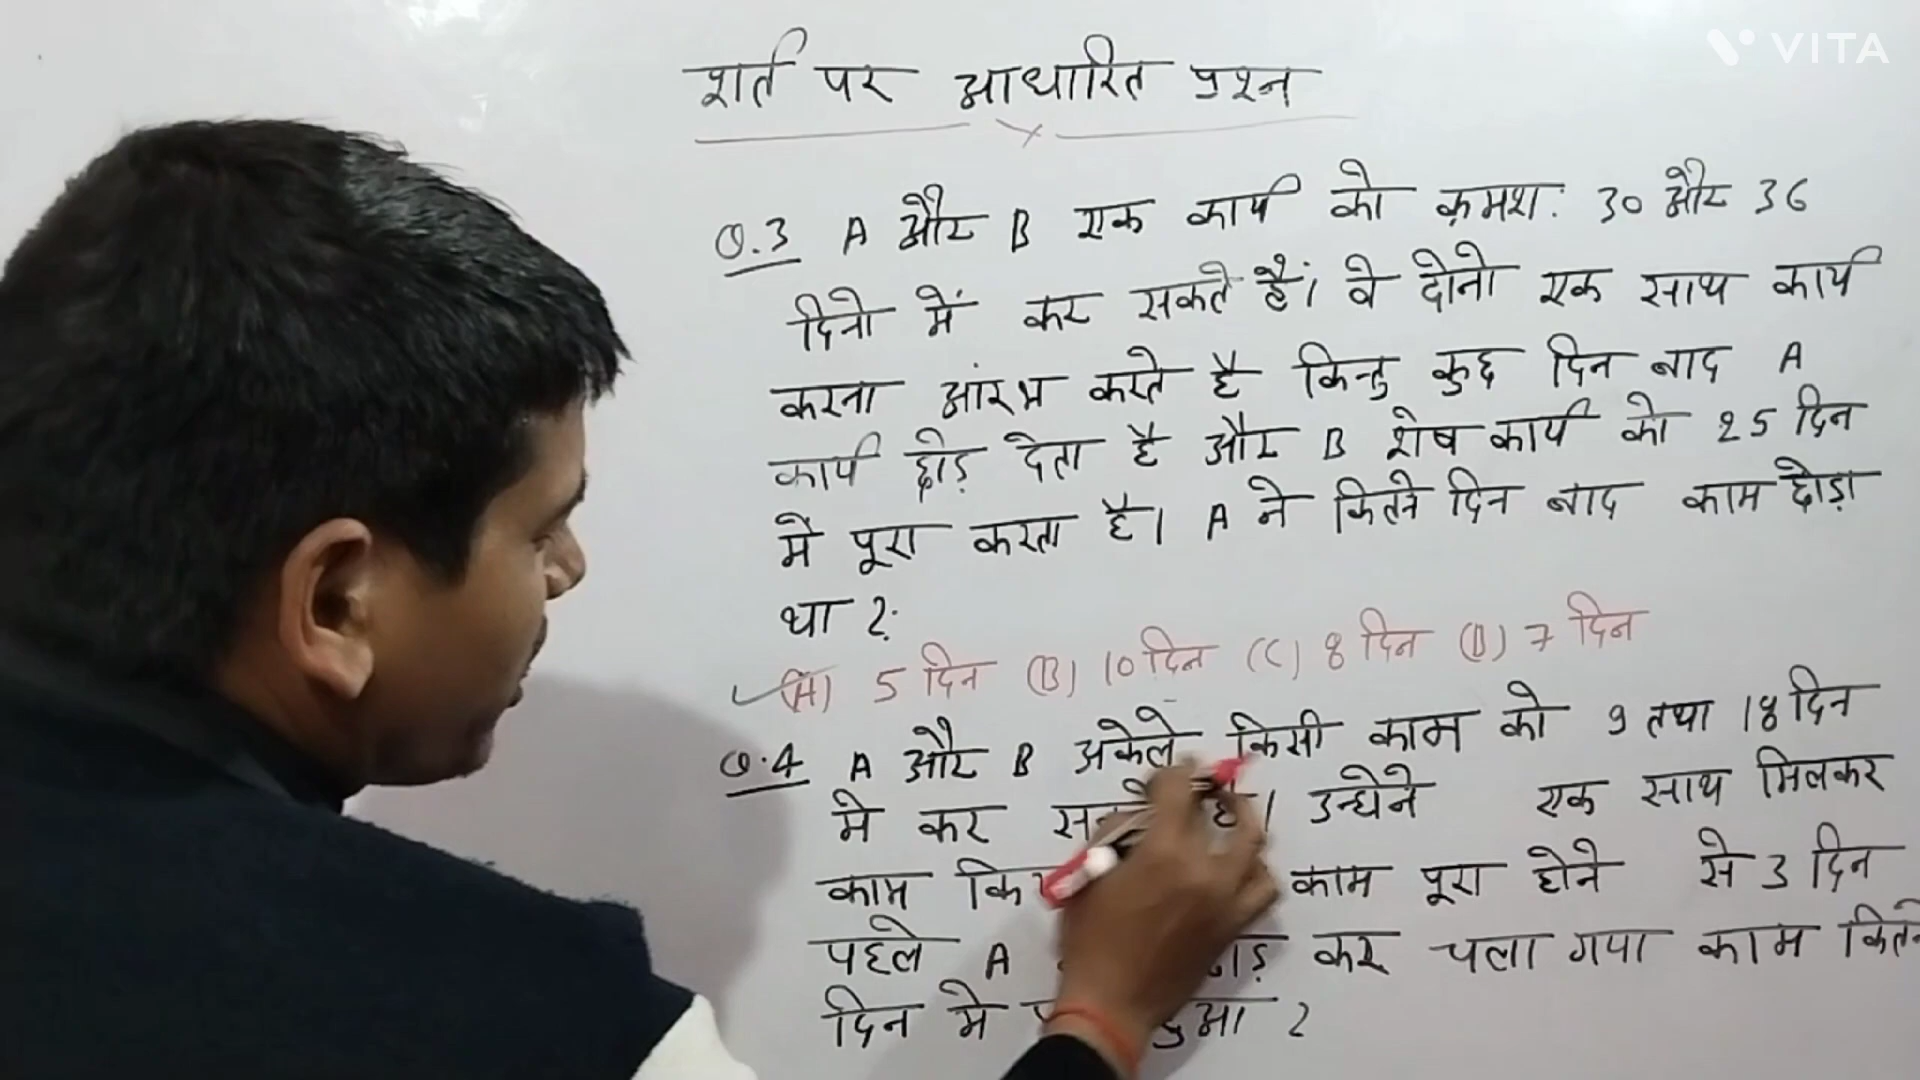 VITA
शर्त पर आधारित प्रश्न
Q.3 A और B एक कार्य को क्रमश: 30 और 36
दिनो में कर सकते हैं। वे दोनो एक साथ कार्य
करना आंरभ करते है किन्तु कुछ दिन बाद A
कार्य छोड़ देता है और B शेष कार्य को 25 दिन
में पूरा करता है। A ने कितने दिन बाद काम छोड़ा
था ?
(A) 5 दिन (B) 10 दिन (C) 8 दिन (D) 7 दिन
Q.4 A और B अकेले किसी काम को 9 तथा 18 दिन
मे कर है। उन्होने एक साथ मिलकर
काम काम पूरा होने से 3 दिन
पहले A कर चला गया काम
दिन मे ?